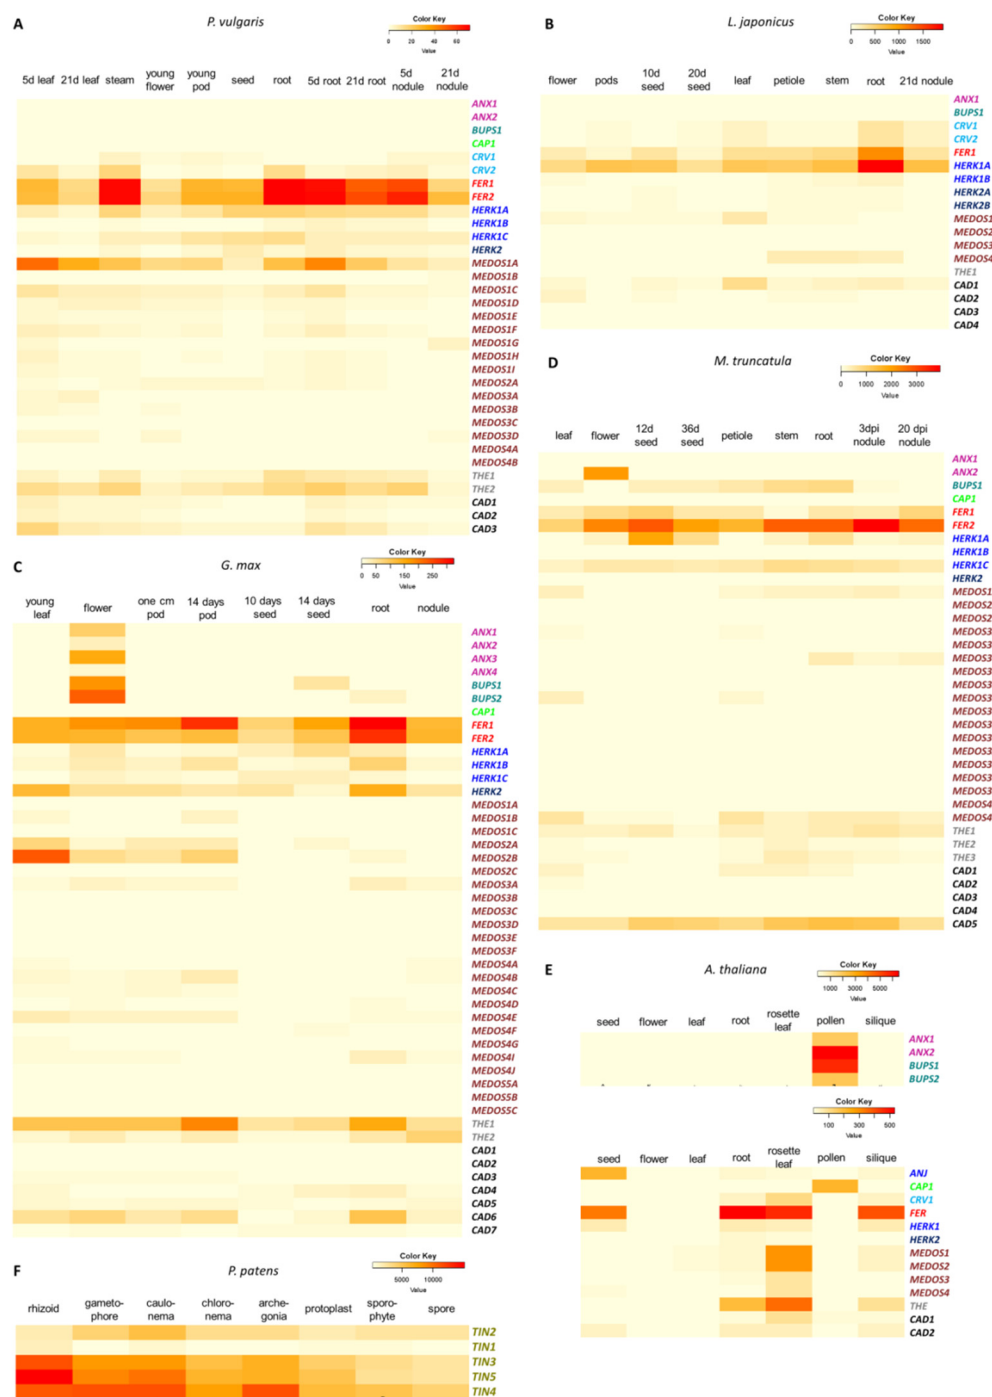 A
P. vulgaris
Color Key
0 20 40 60
Value
5d leaf 21d leaf steam young flower young pod seed root 5d root 21d root 5d nodule 21d nodule
ANX1
ANX2
BUPS1
CAP1
CRV1
CRV2
FER1
FER2
HERK1A
HERK1B
HERK1C
HERK2
MEDOS1A
MEDOS1B
MEDOS1C
MEDOS1D
MEDOS1E
MEDOS1F
MEDOS1G
MEDOS1H
MEDOS1I
MEDOS2A
MEDOS3A
MEDOS3B
MEDOS3C
MEDOS3D
MEDOS4A
MEDOS4B
THE1
THE2
CAD1
CAD2
CAD3
B
L. japonicus
Color Key
0 500 1000 1500
Value
flower pods 10d seed 20d seed leaf petiole stem root 21d nodule
ANX1
BUPS1
CRV1
CRV2
FER1
HERK1A
HERK1B
HERK2A
HERK2B
MEDOS1
MEDOS2
MEDOS3
MEDOS4
THE1
CAD1
CAD2
CAD3
CAD4
C
G. max
Color Key
0 50 150 250
Value
young leaf flower one cm pod 14 days pod 10 days seed 14 days seed root nodule
ANX1
ANX2
ANX3
ANX4
BUPS1
BUPS2
CAP1
FER1
FER2
HERK1A
HERK1B
HERK1C
HERK2
MEDOS1A
MEDOS1B
MEDOS1C
MEDOS2A
MEDOS2B
MEDOS2C
MEDOS3A
MEDOS3B
MEDOS3C
MEDOS3D
MEDOS3E
MEDOS3F
MEDOS4A
MEDOS4B
MEDOS4C
MEDOS4D
MEDOS4E
MEDOS4F
MEDOS4G
MEDOS4I
MEDOS4J
MEDOS5A
MEDOS5B
MEDOS5C
THE1
THE2
CAD1
CAD2
CAD3
CAD4
CAD5
CAD6
CAD7
D
M. truncatula
Color Key
0 1000 2000 3000
Value
leaf flower 12d seed 36d seed petiole stem root 3dpi nodule 20 dpi nodule
ANX1
ANX2
BUPS1
CAP1
FER1
FER2
HERK1A
HERK1B
HERK1C
HERK2
MEDOS1
MEDOS2
MEDOS2
MEDOS3
MEDOS3
MEDOS3
MEDOS3
MEDOS3
MEDOS3
MEDOS3
MEDOS3
MEDOS3
MEDOS3
MEDOS3
MEDOS3
MEDOS3
MEDOS4
MEDOS4
THE1
THE2
THE3
CAD1
CAD2
CAD3
CAD4
CAD5
E
A. thaliana
Color Key
1000 3000 5000
Value
seed flower leaf root rosette leaf pollen silique
ANX1
ANX2
BUPS1
BUPS2
Color Key
100 300 500
Value
seed flower leaf root rosette leaf pollen silique
ANJ
CAP1
CRV1
FER
HERK1
HERK2
MEDOS1
MEDOS2
MEDOS3
MEDOS4
THE
CAD1
CAD2
F
P. patens
Color Key
5000 10000
Value
rhizoid gameto-phore caulo-nema chloro-nema arche-gonia protoplast sporo-phyte spore
TIN2
TIN1
TIN3
TIN5
TIN4